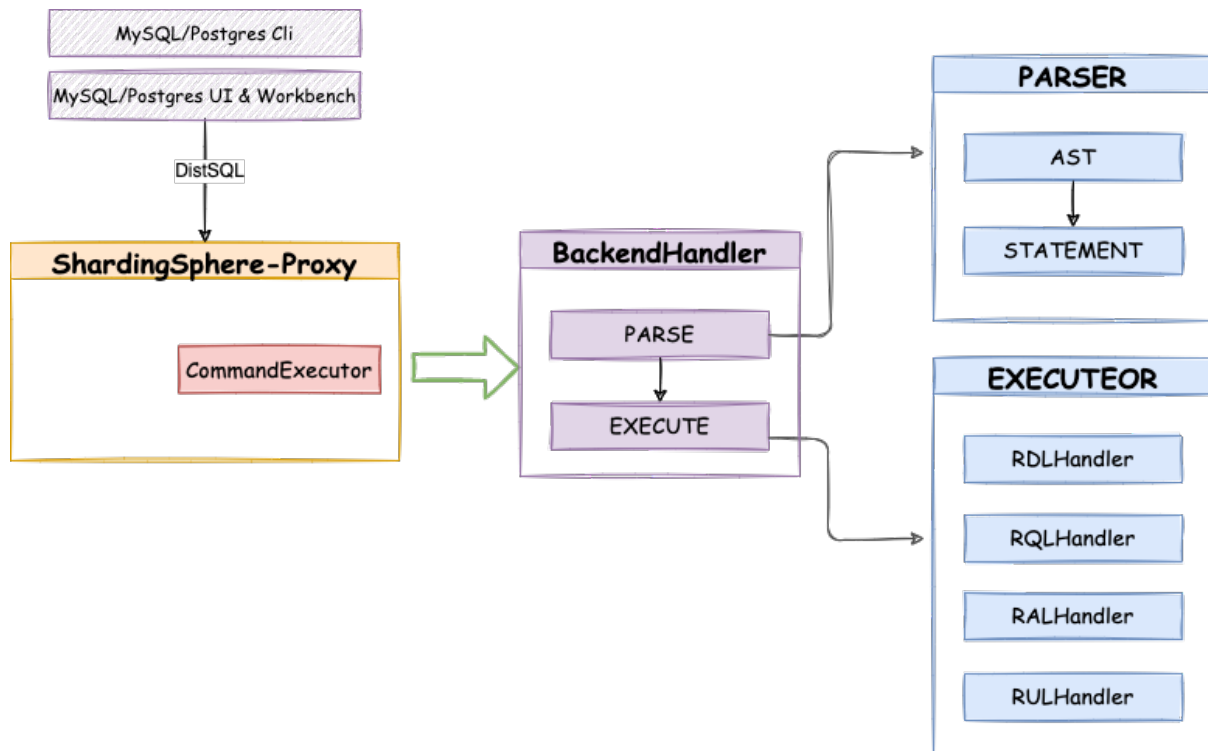 MySQL/Postgres Cli
MySQL/Postgres UI & Workbench
DistSQL
ShardingSphere-Proxy
CommandExecutor
BackendHandler
PARSE
EXECUTE
PARSER
AST
STATEMENT
EXECUTEOR
RDLHandler
RQLHandler
RALHandler
RULHandler